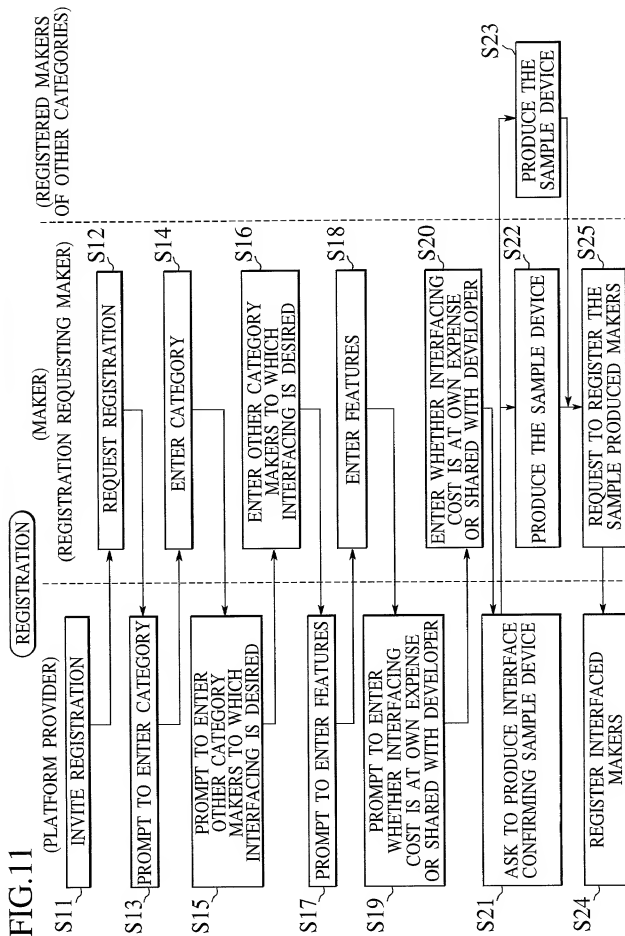 FIG.11
REGISTRATION
(PLATFORM PROVIDER)
(MAKER)
(REGISTRATION REQUESTING MAKER)
(REGISTERED MAKERS
OF OTHER CATEGORIES)
S11
INVITE REGISTRATION
S12
REQUEST REGISTRATION
S13
PROMPT TO ENTER CATEGORY
S14
ENTER CATEGORY
S15
PROMPT TO ENTER
OTHER CATEGORY
MAKERS TO WHICH
INTERFACING IS DESIRED
S16
ENTER OTHER CATEGORY
MAKERS TO WHICH
INTERFACING IS DESIRED
S17
PROMPT TO ENTER FEATURES
S18
ENTER FEATURES
S19
PROMPT TO ENTER
WHETHER INTERFACING
COST IS AT OWN EXPENSE
OR SHARED WITH DEVELOPER
S20
ENTER WHETHER INTERFACING
COST IS AT OWN EXPENSE
OR SHARED WITH DEVELOPER
S21
ASK TO PRODUCE INTERFACE
CONFIRMING SAMPLE DEVICE
S22
PRODUCE THE SAMPLE DEVICE
S23
PRODUCE THE
SAMPLE DEVICE
S24
REGISTER INTERFACED
MAKERS
S25
REQUEST TO REGISTER THE
SAMPLE PRODUCED MAKERS